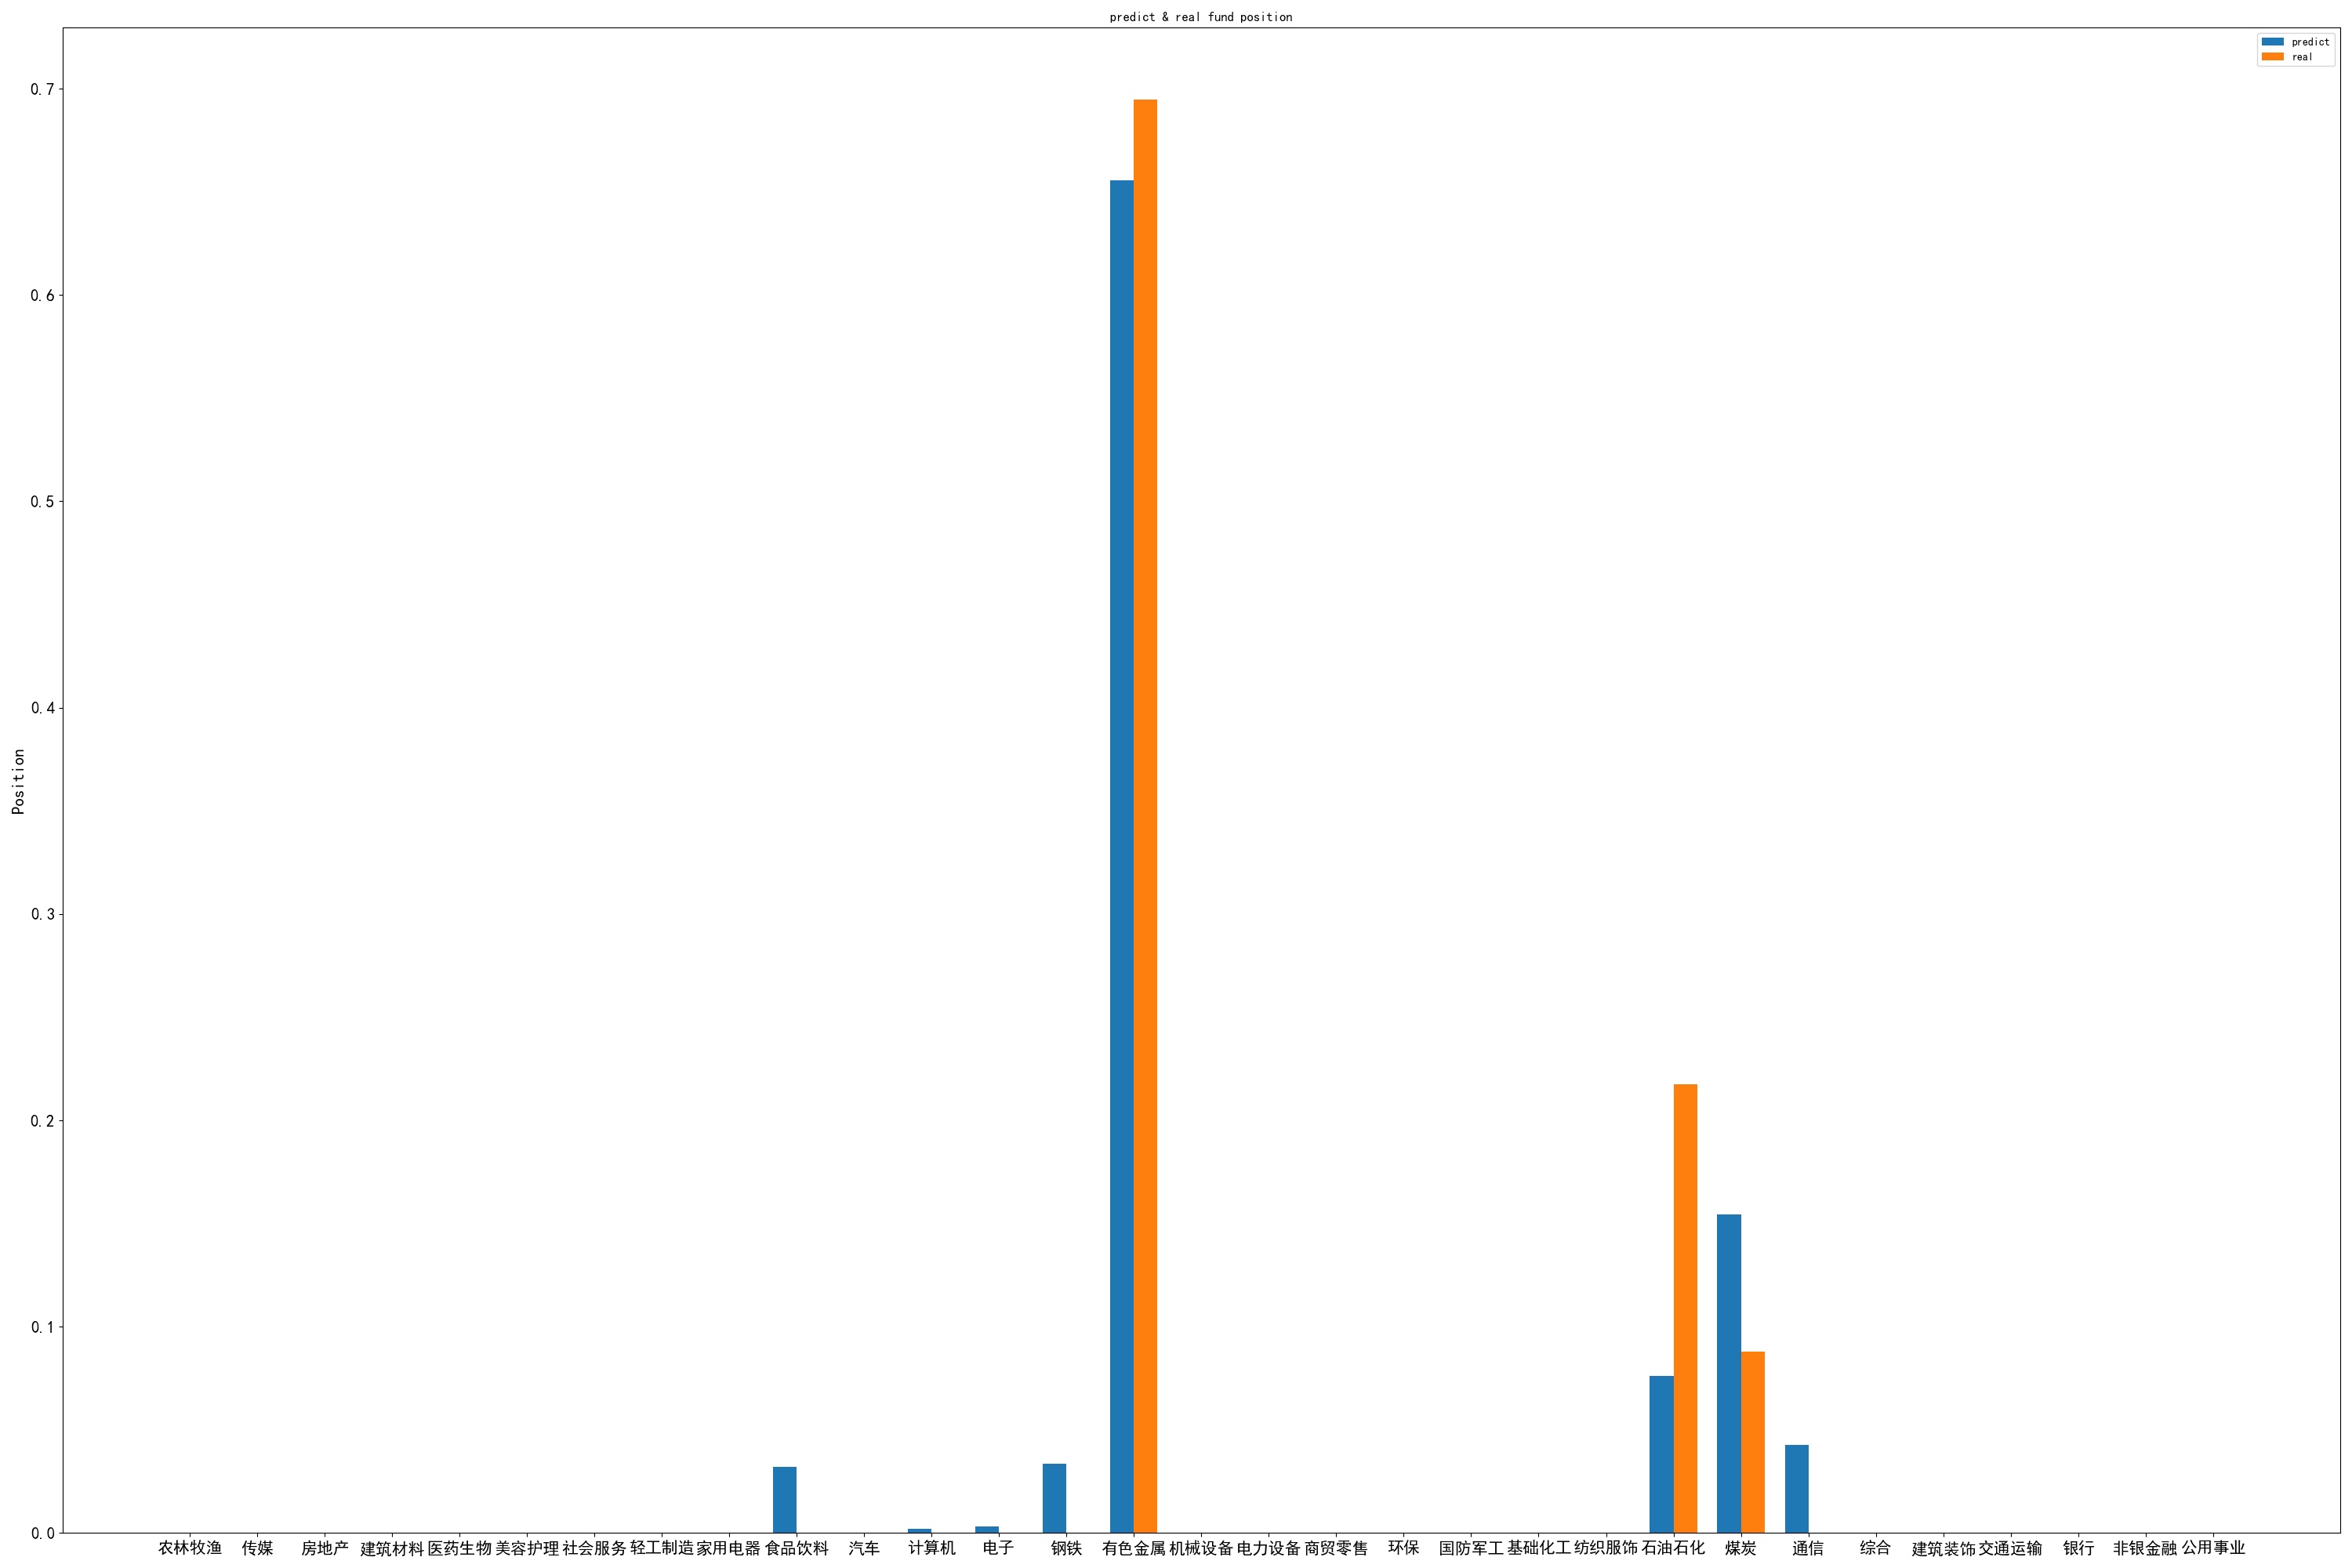 predict & real fund position
predict
real
0.7
0.6
0.5
0.4
0.3
0.2
0.1
0.0
Position
农林牧渔 传媒 房地产 建筑材料 医药生物 美容护理 社会服务 轻工制造 家用电器 食品饮料 汽车 计算机 电子 钢铁 有色金属 机械设备 电力设备 商贸零售 环保 国防军工 基础化工 纺织服饰 石油石化 煤炭 通信 综合 建筑装饰 交通运输 银行 非银金融 公用事业